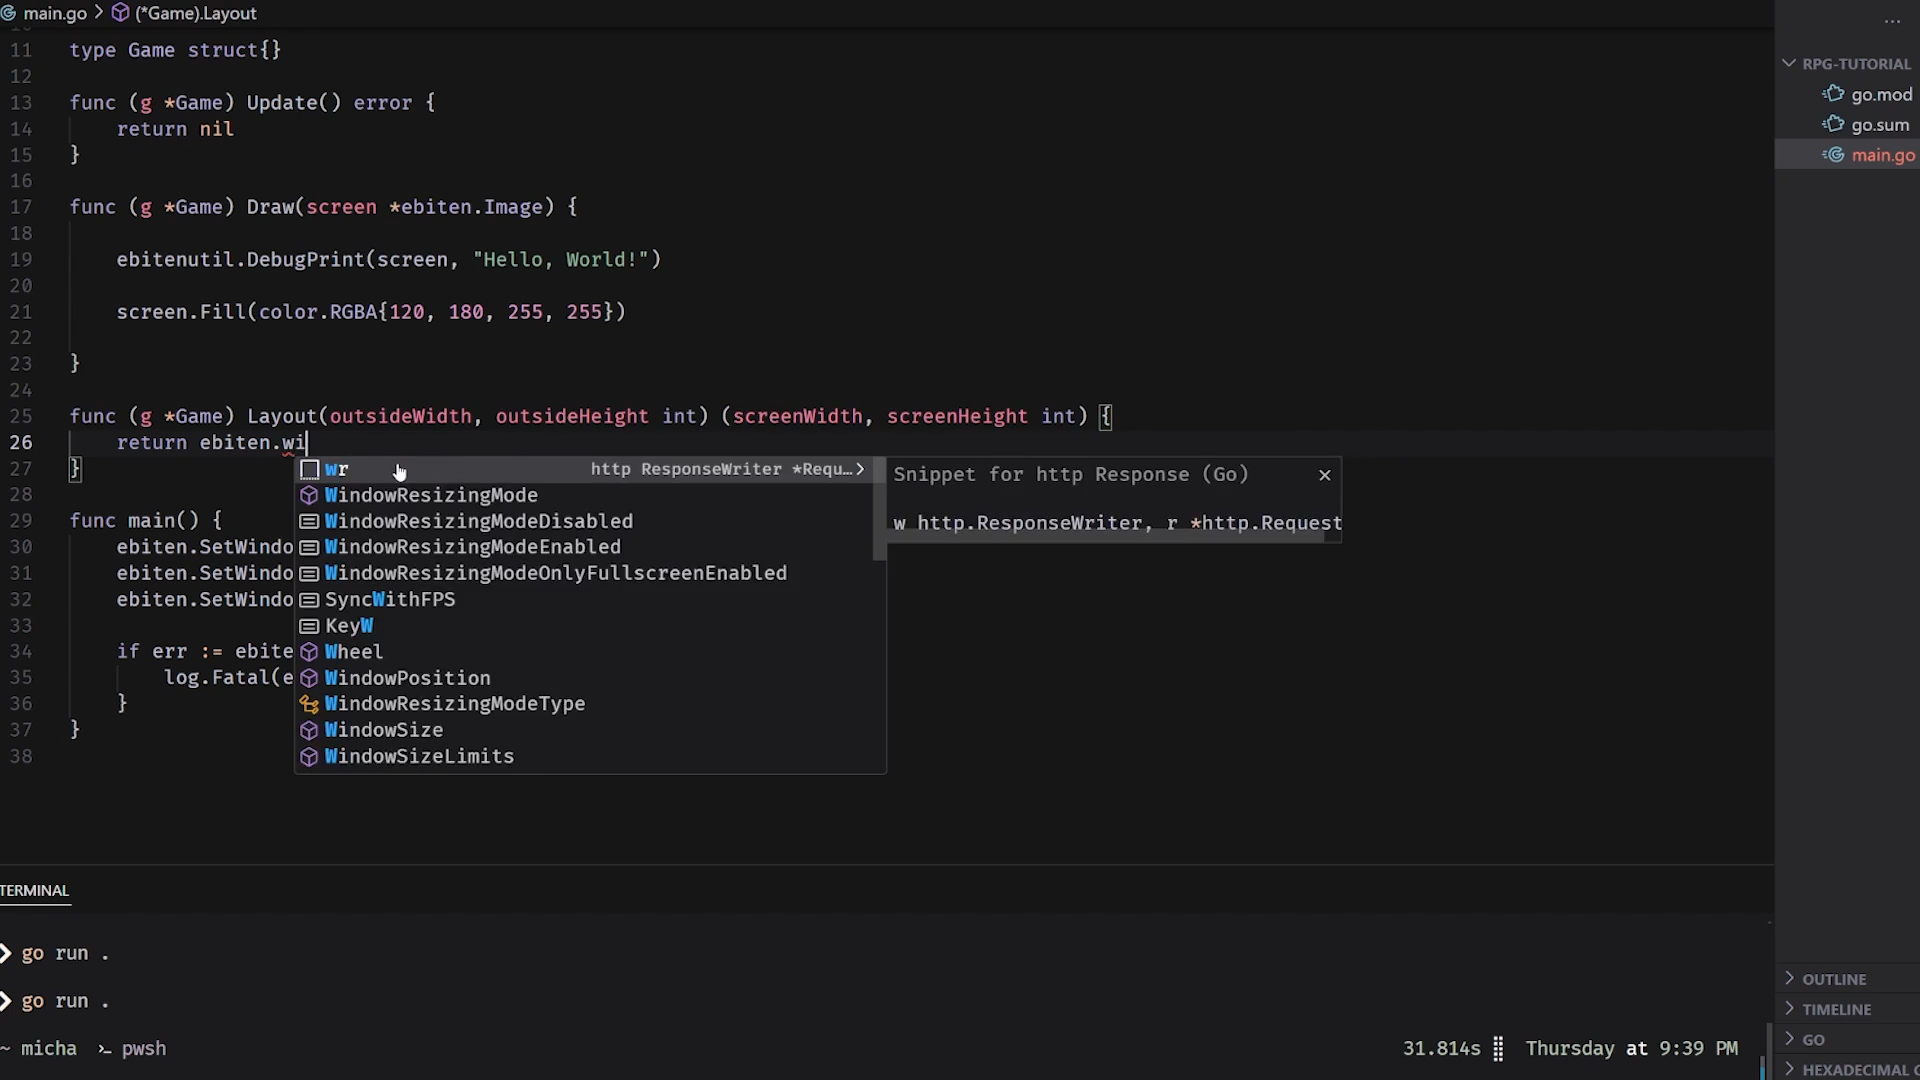 main.go > (*Game).Layout
11 type Game struct{}
12
13 func (g *Game) Update() error {
14 return nil
15 }
16
17 func (g *Game) Draw(screen *ebiten.Image) {
18
19 ebitenutil.DebugPrint(screen, "Hello, World!")
20
21 screen.Fill(color.RGBA{120, 180, 255, 255})
22
23 }
24
25 func (g *Game) Layout(outsideWidth, outsideHeight int) (screenWidth, screenHeight int) {
26 return ebiten.wi
27 }
28
29 func main() {
30 ebiten.SetWindo
31 ebiten.SetWindo
32 ebiten.SetWindo
33
34 if err := ebite
35 log.Fatal(e
36 }
37 }
38
wr http ResponseWriter *Requ…>
WindowResizingMode
WindowResizingModeDisabled
WindowResizingModeEnabled
WindowResizingModeOnlyFullscreenEnabled
SyncWithFPS
KeyW
Wheel
WindowPosition
WindowResizingModeType
WindowSize
WindowSizeLimits
Snippet for http Response (Go)
w http.ResponseWriter, r *http.Request
RPG-TUTORIAL
go.mod
go.sum
main.go
OUTLINE
TIMELINE
GO
HEXADECIMAL
TERMINAL
go run .
go run .
~ micha >_ pwsh
31.814s Thursday at 9:39 PM